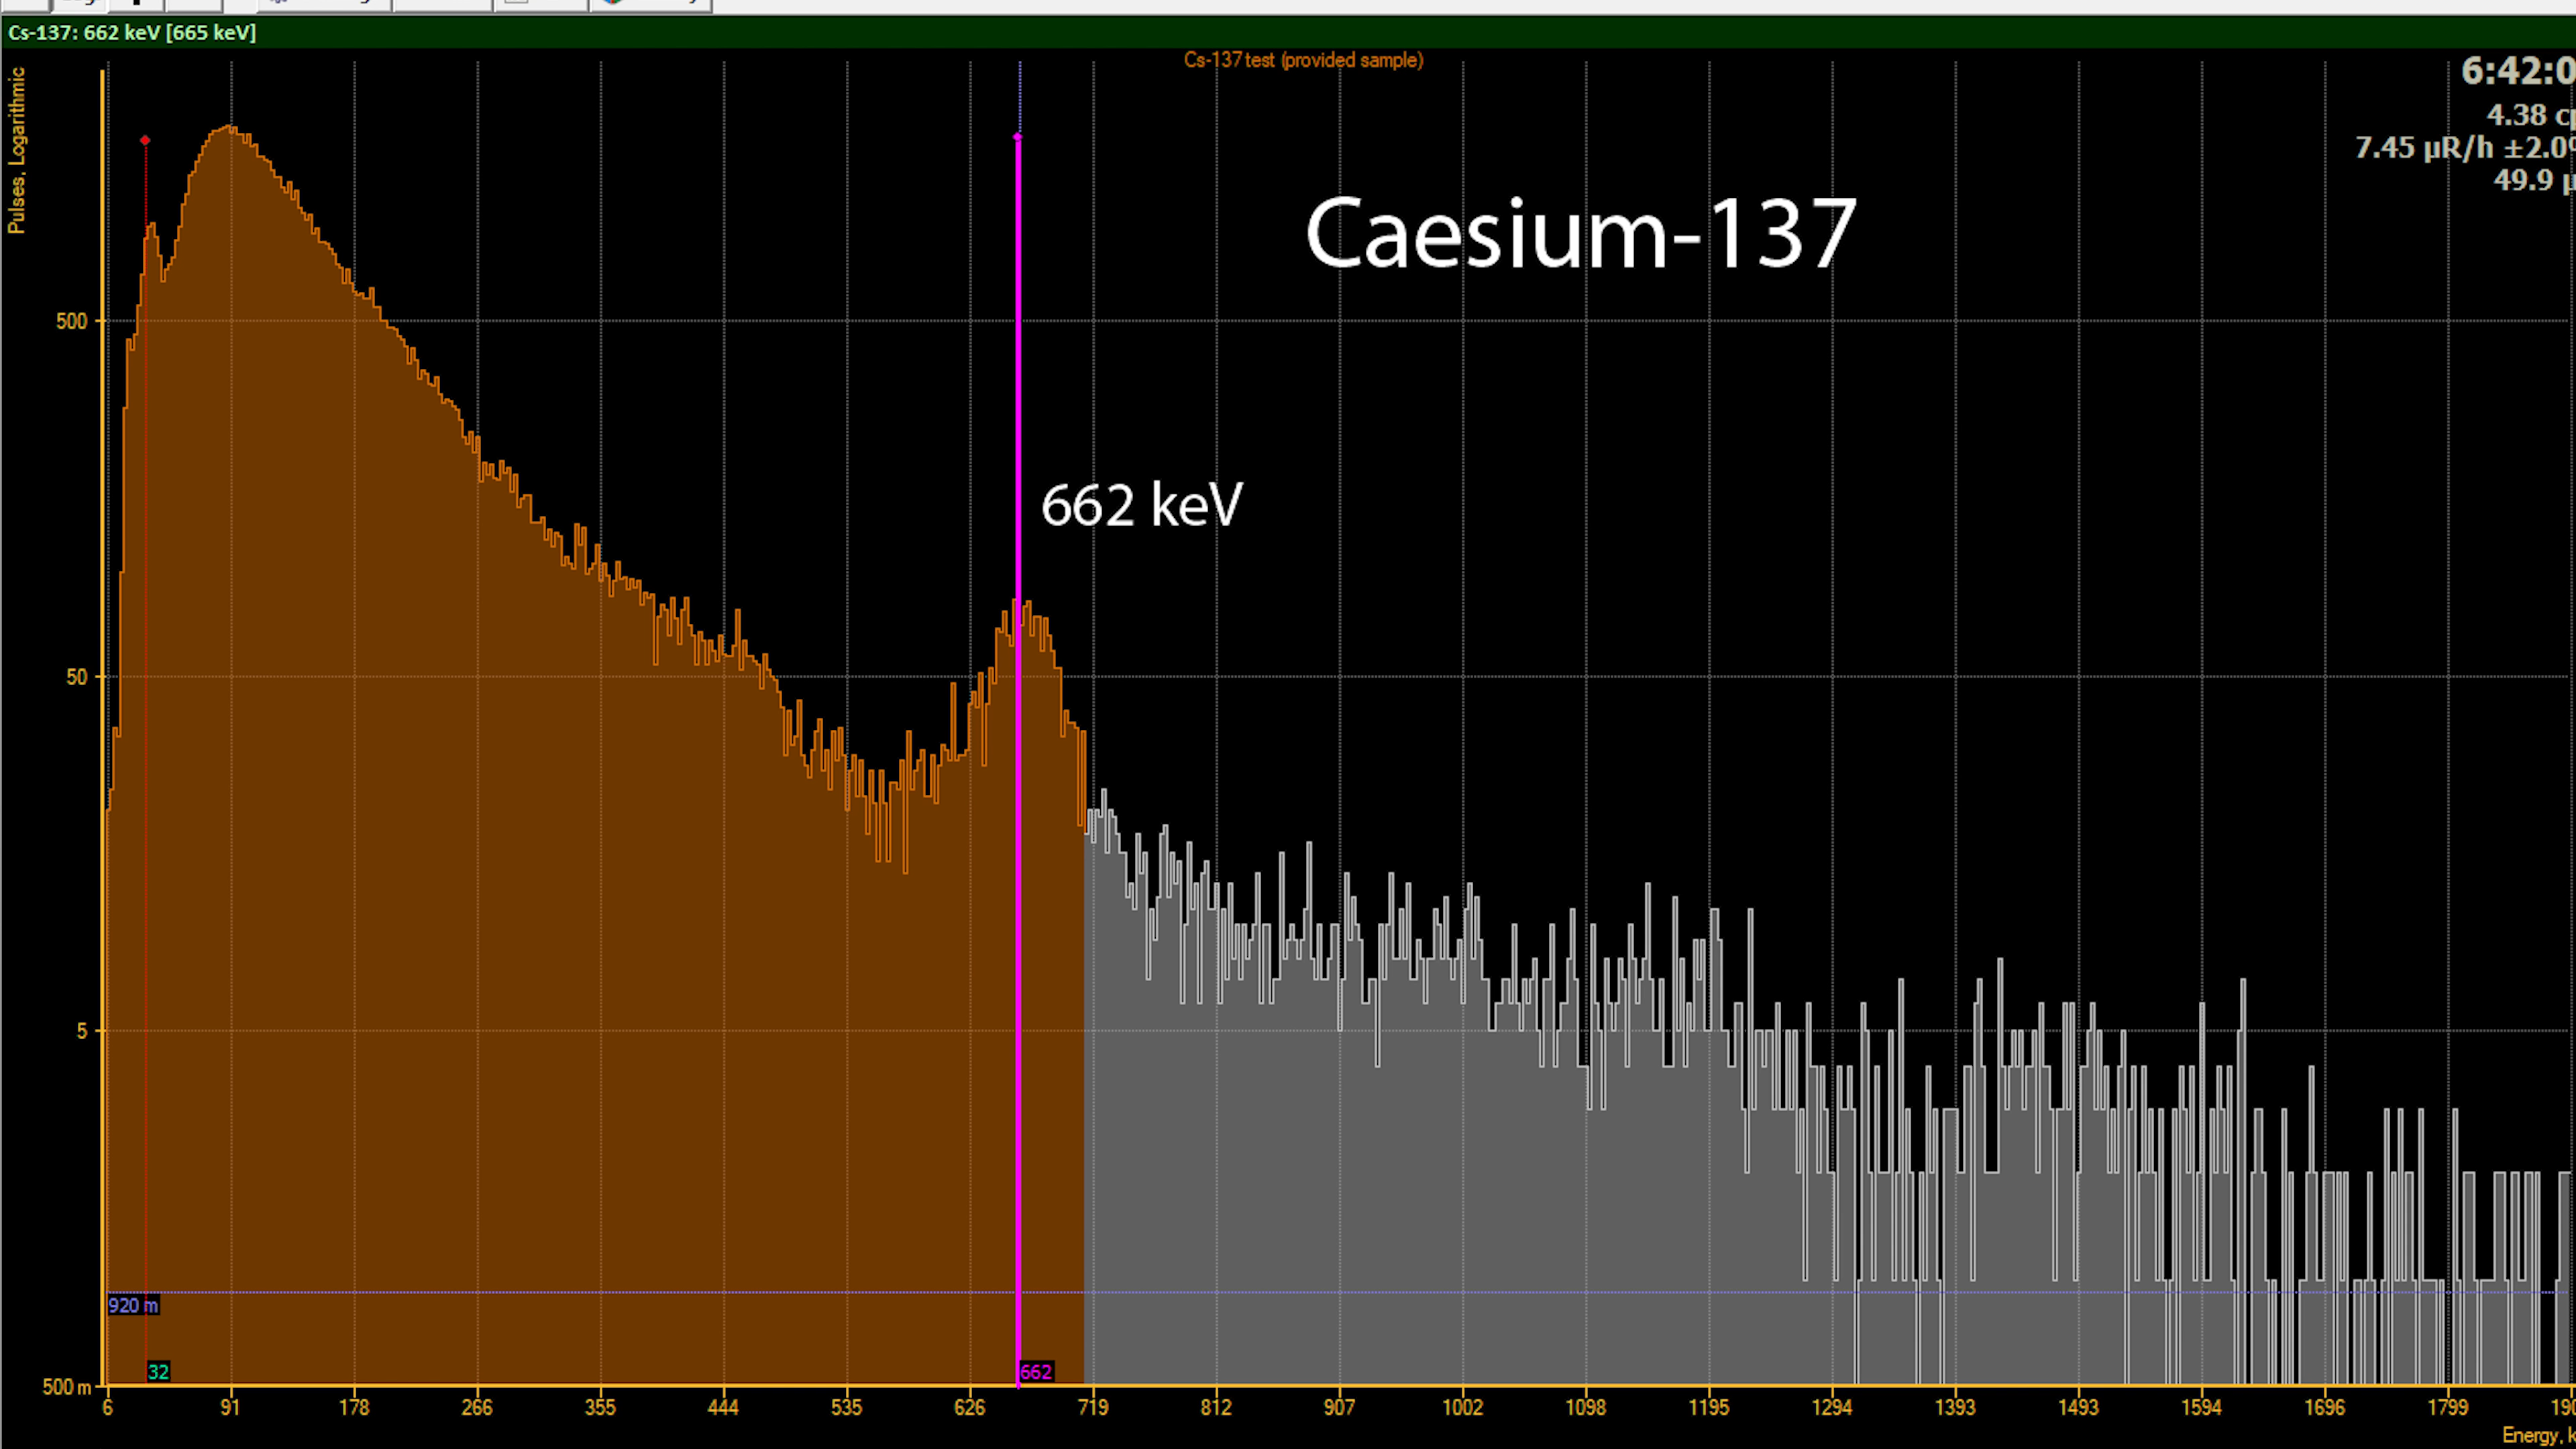 Cs-137: 662 keV [665 keV]
Cs-137 test (provided sample)
Pulses, Logarithmic
6:42:0
4.38
7.45 µR/h ±2.0
49.9
Caesium-137
662 keV
500
50
5
920 m
32
662
500 m
6 91 178 266 355 444 535 626 719 812 907 1002 1098 1195 1294 1393 1493 1594 1696 1799 190
Energy,